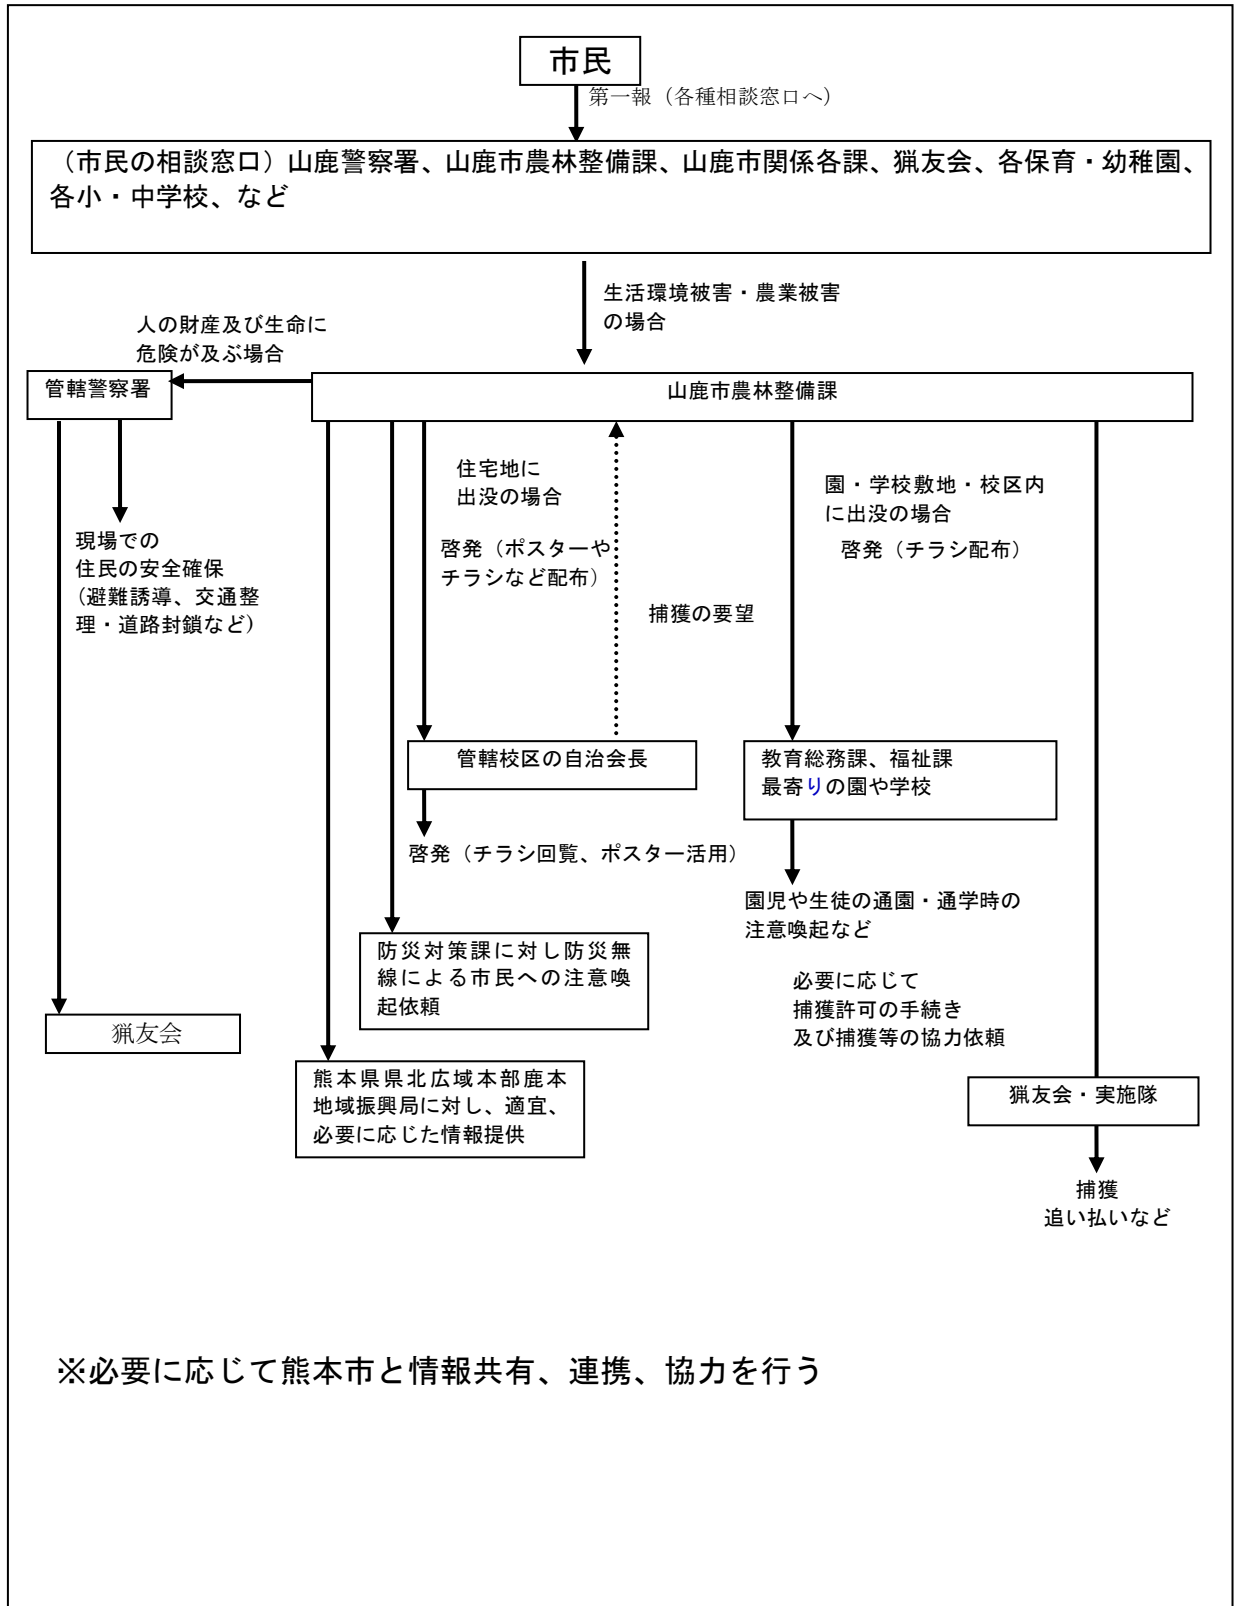 市民
第一報（各種相談窓口へ）
（市民の相談窓口）山鹿警察署、山鹿市農林整備課、山鹿市関係各課、猟友会、各保育・幼稚園、
各小・中学校、など
生活環境被害・農業被害
の場合
人の財産及び生命に
危険が及ぶ場合
管轄警察署
山鹿市農林整備課
住宅地に
出没の場合
園・学校敷地・校区内
に出没の場合
現場での
住民の安全確保
（避難誘導、交通整
理・道路封鎖など）
啓発（ポスターや
チラシなど配布）
啓発（チラシ配布）
捕獲の要望
管轄校区の自治会長
教育総務課、福祉課
最寄りの園や学校
啓発（チラシ回覧、ポスター活用）
園児や生徒の通園・通学時の
注意喚起など
防災対策課に対し防災無
線による市民への注意喚
起依頼
必要に応じて
捕獲許可の手続き
及び捕獲等の協力依頼
猟友会
熊本県県北広域本部鹿本
地域振興局に対し、適宜、
必要に応じた情報提供
猟友会・実施隊
捕獲
追い払いなど
※必要に応じて熊本市と情報共有、連携、協力を行う